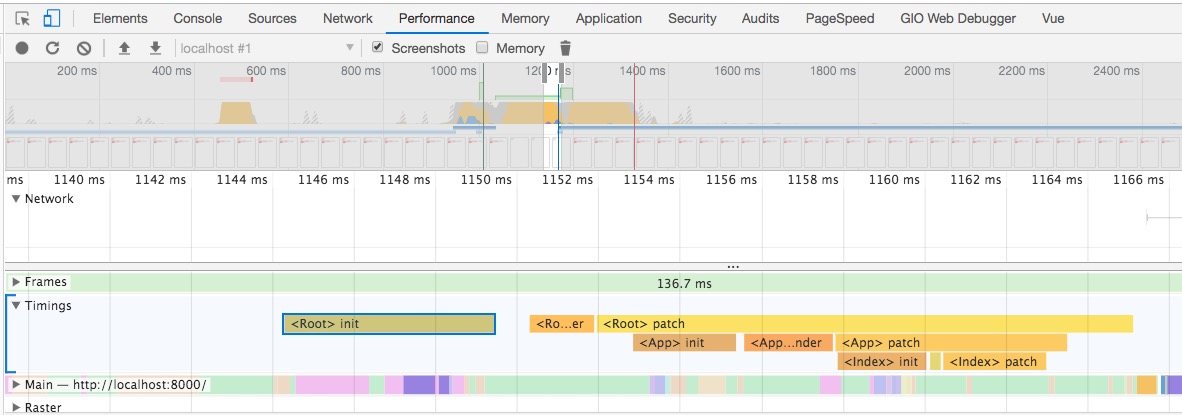 Elements Console Sources Network Performance Memory Application Security Audits PageSpeed GIO Web Debugger Vue
localhost #1 Screenshots Memory
200 ms 400 ms 600 ms 800 ms 1000 ms 1400 ms 1600 ms 1800 ms 2000 ms 2200 ms 2400 ms
ms 1140 ms 1142 ms 1144 ms 1146 ms 1148 ms 1150 ms 1152 ms 1154 ms 1156 ms 1158 ms 1160 ms 1162 ms 1164 ms 1166 ms
Network
...
Frames 136.7 ms
Timings
<Root> init <Ro...er <Root> patch
<App> init <App...nder <App> patch
<Index> init <Index> patch
Main — http://localhost:8000/
Raster